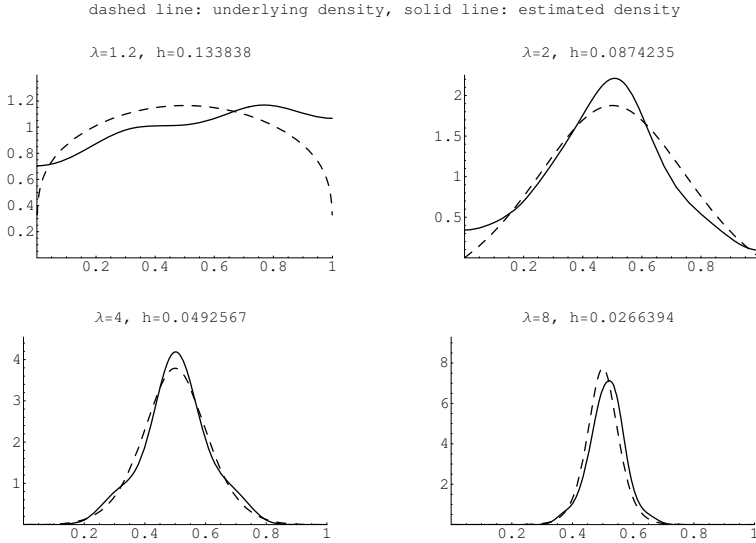 dashed line: underlying density, solid line: estimated density
λ=1.2, h=0.133838
1.2
1
0.8
0.6
0.4
0.2
0.2 0.4 0.6 0.8 1
λ=2, h=0.0874235
2
1.5
1
0.5
0.2 0.4 0.6 0.8 1
λ=4, h=0.0492567
4
3
2
1
0.2 0.4 0.6 0.8 1
λ=8, h=0.0266394
8
6
4
2
0.2 0.4 0.6 0.8 1